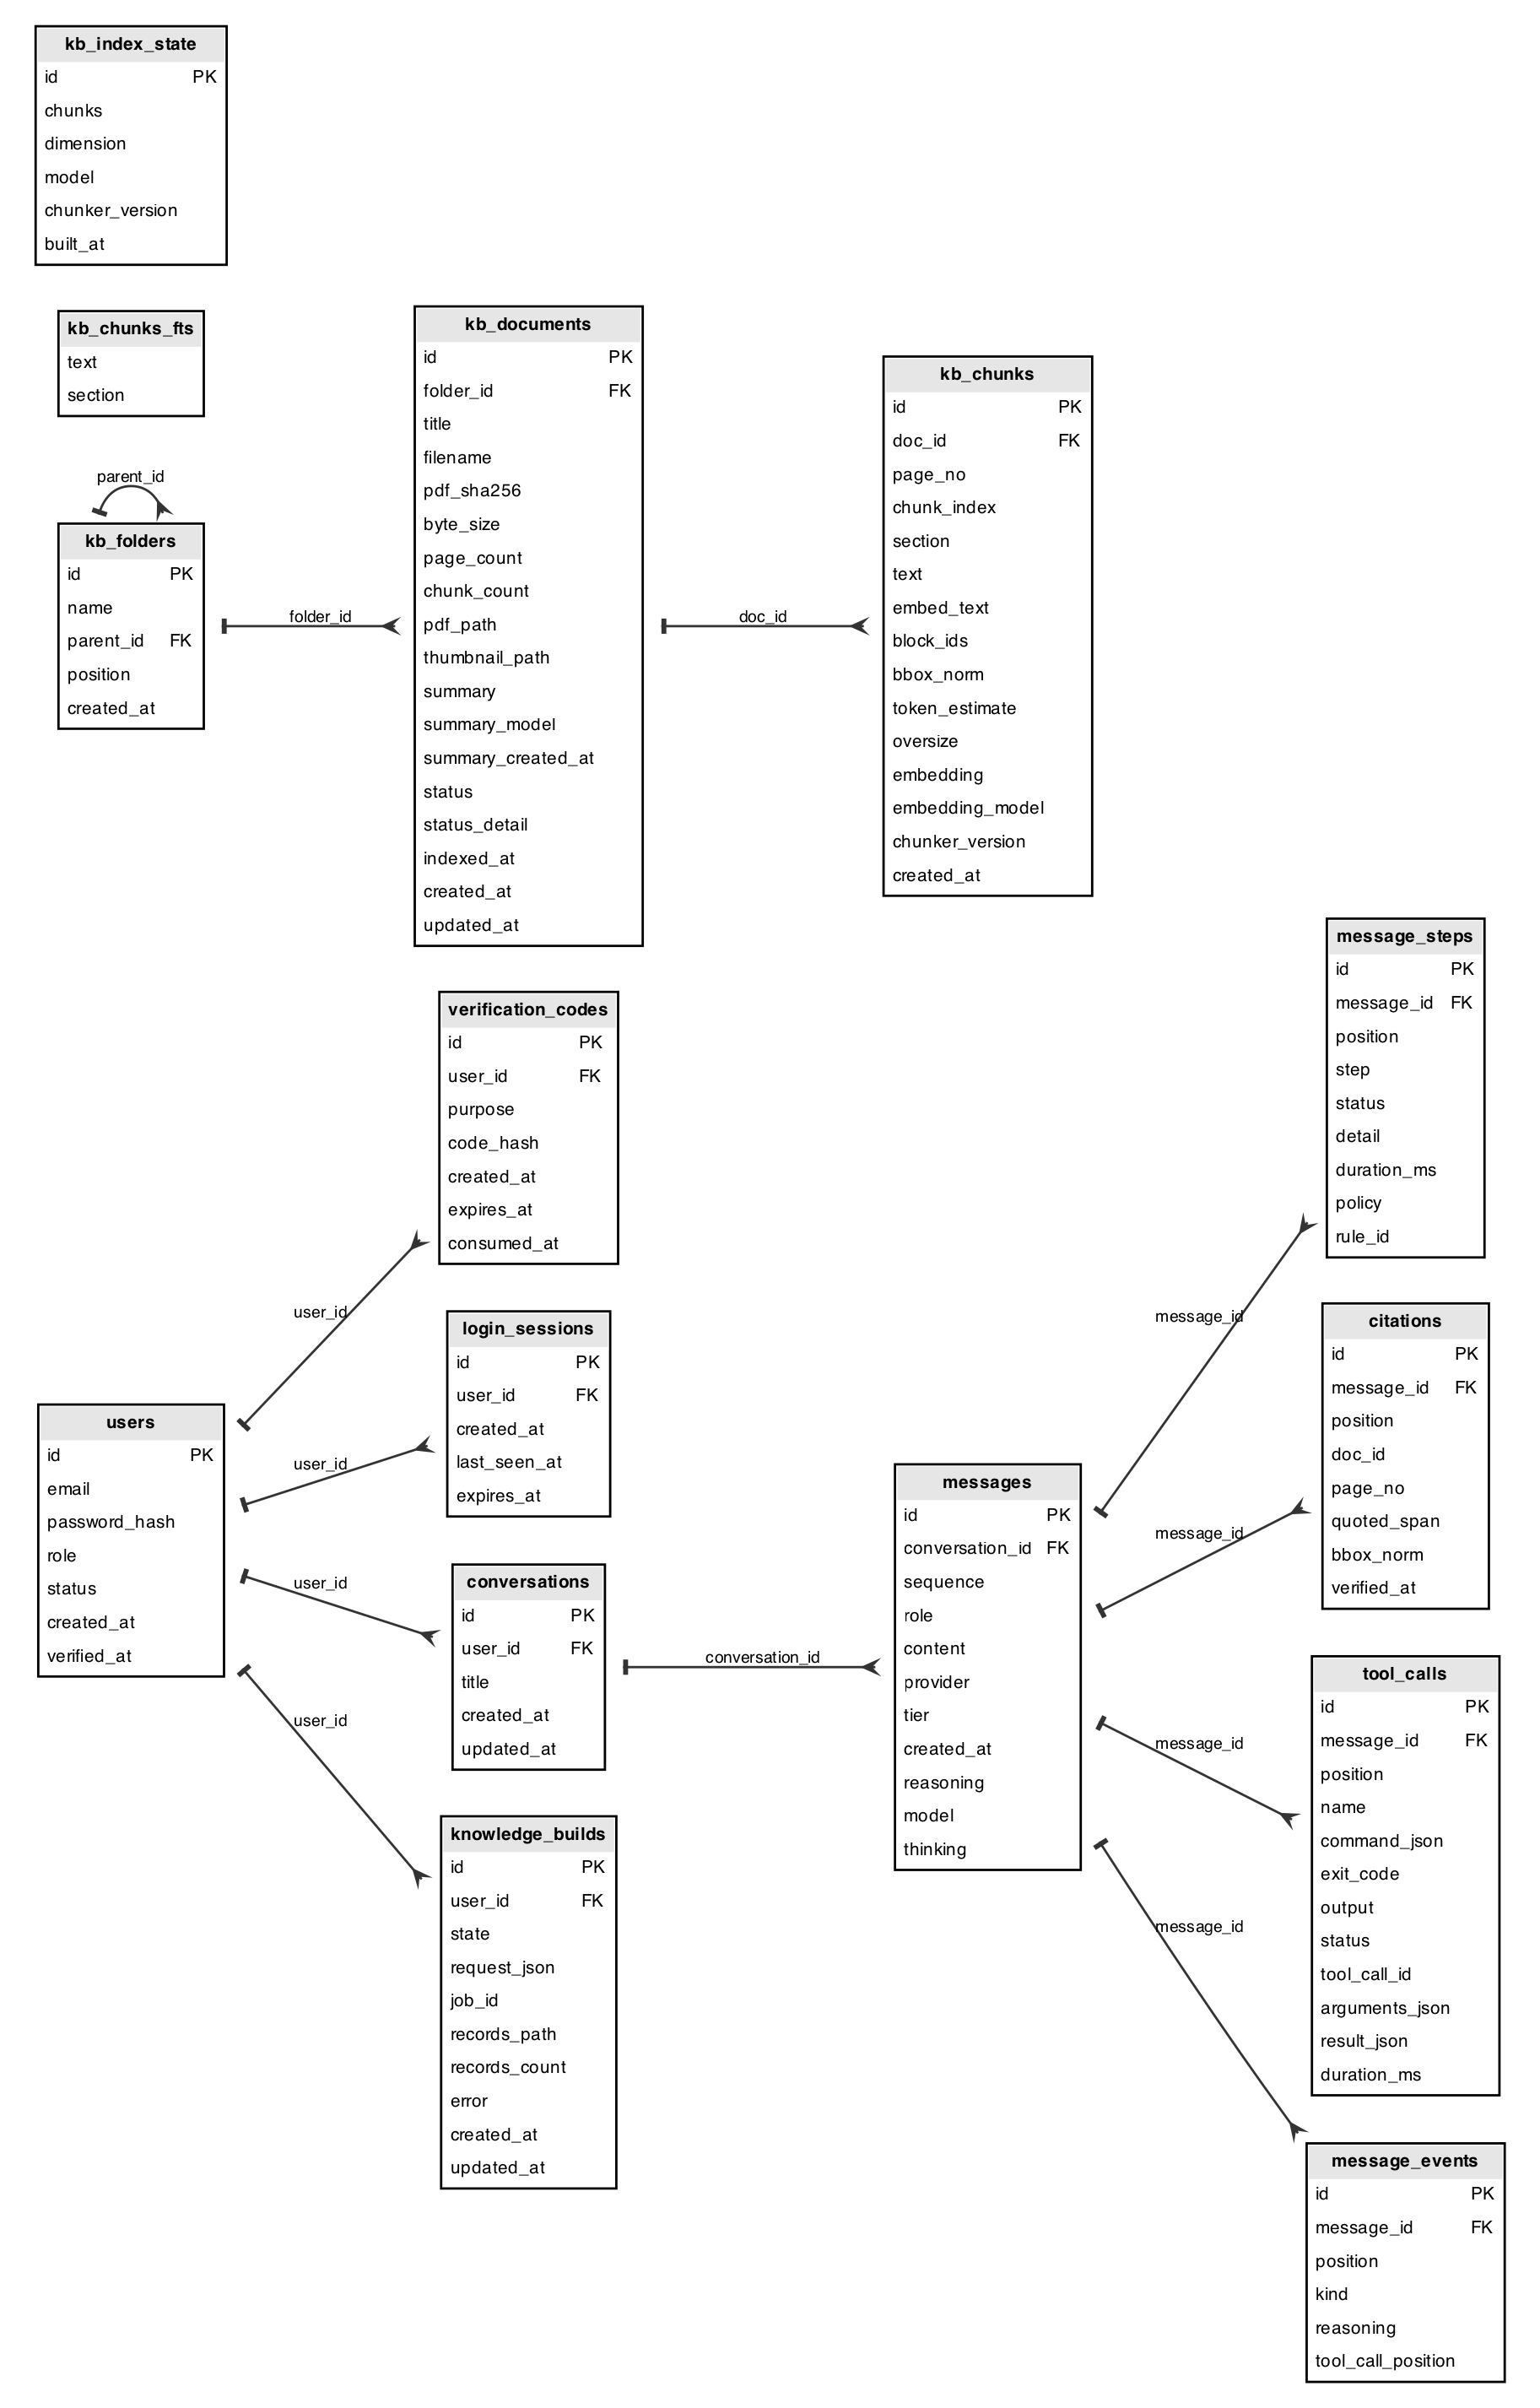 kb_index_state
id PK
chunks
dimension
model
chunker_version
built_at
kb_chunks_fts
text
section
parent_id
kb_folders
id PK
name
parent_id FK
position
created_at
folder_id
kb_documents
id PK
folder_id FK
title
filename
pdf_sha256
byte_size
page_count
chunk_count
pdf_path
thumbnail_path
summary
summary_model
summary_created_at
status
status_detail
indexed_at
created_at
updated_at
doc_id
kb_chunks
id PK
doc_id FK
page_no
chunk_index
section
text
embed_text
block_ids
bbox_norm
token_estimate
oversize
embedding
embedding_model
chunker_version
created_at
users
id PK
email
password_hash
role
status
created_at
verified_at
user_id
user_id
user_id
user_id
verification_codes
id PK
user_id FK
purpose
code_hash
created_at
expires_at
consumed_at
login_sessions
id PK
user_id FK
created_at
last_seen_at
expires_at
conversations
id PK
user_id FK
title
created_at
updated_at
knowledge_builds
id PK
user_id FK
state
request_json
job_id
records_path
records_count
error
created_at
updated_at
conversation_id
messages
id PK
conversation_id FK
sequence
role
content
provider
tier
created_at
reasoning
model
thinking
message_id
message_id
message_id
message_id
message_steps
id PK
message_id FK
position
step
status
detail
duration_ms
policy
rule_id
citations
id PK
message_id FK
position
doc_id
page_no
quoted_span
bbox_norm
verified_at
tool_calls
id PK
message_id FK
position
name
command_json
exit_code
output
status
tool_call_id
arguments_json
result_json
duration_ms
message_events
id PK
message_id FK
position
kind
reasoning
tool_call_position